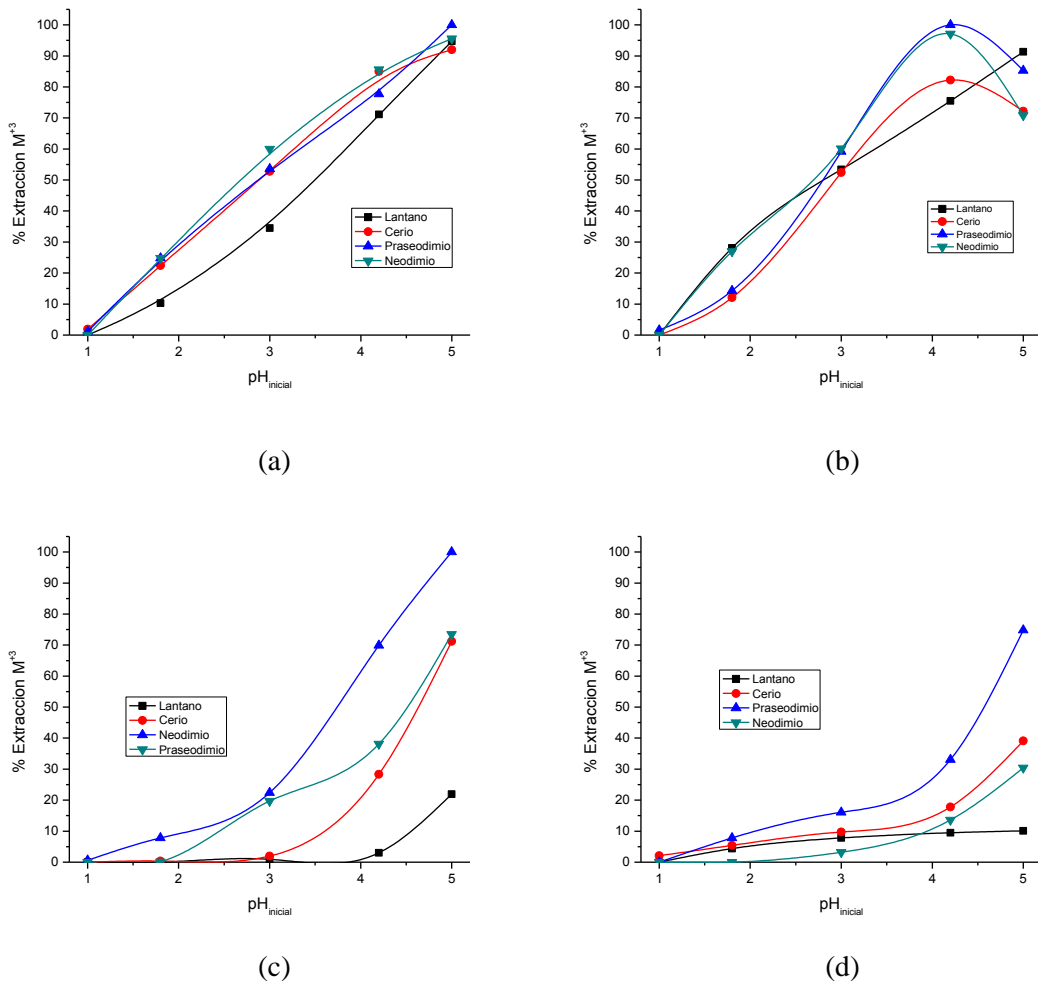 100
90
80
70
60
50
40
30
20
10
0
% Extraccion M+3
Lantano
Cerio
Praseodimio
Neodimio
1 2 3 4 5
pHinicial
(a)
100
90
80
70
60
50
40
30
20
10
0
% Extraccion M+3
Lantano
Cerio
Praseodimio
Neodimio
1 2 3 4 5
pHinicial
(b)
100
90
80
70
60
50
40
30
20
10
0
% Extraccion M+3
Lantano
Cerio
Neodimio
Praseodimio
1 2 3 4 5
pHinicial
(c)
100
90
80
70
60
50
40
30
20
10
0
% Extraccion M+3
Lantano
Cerio
Praseodimio
Neodimio
1 2 3 4 5
pHinicial
(d)